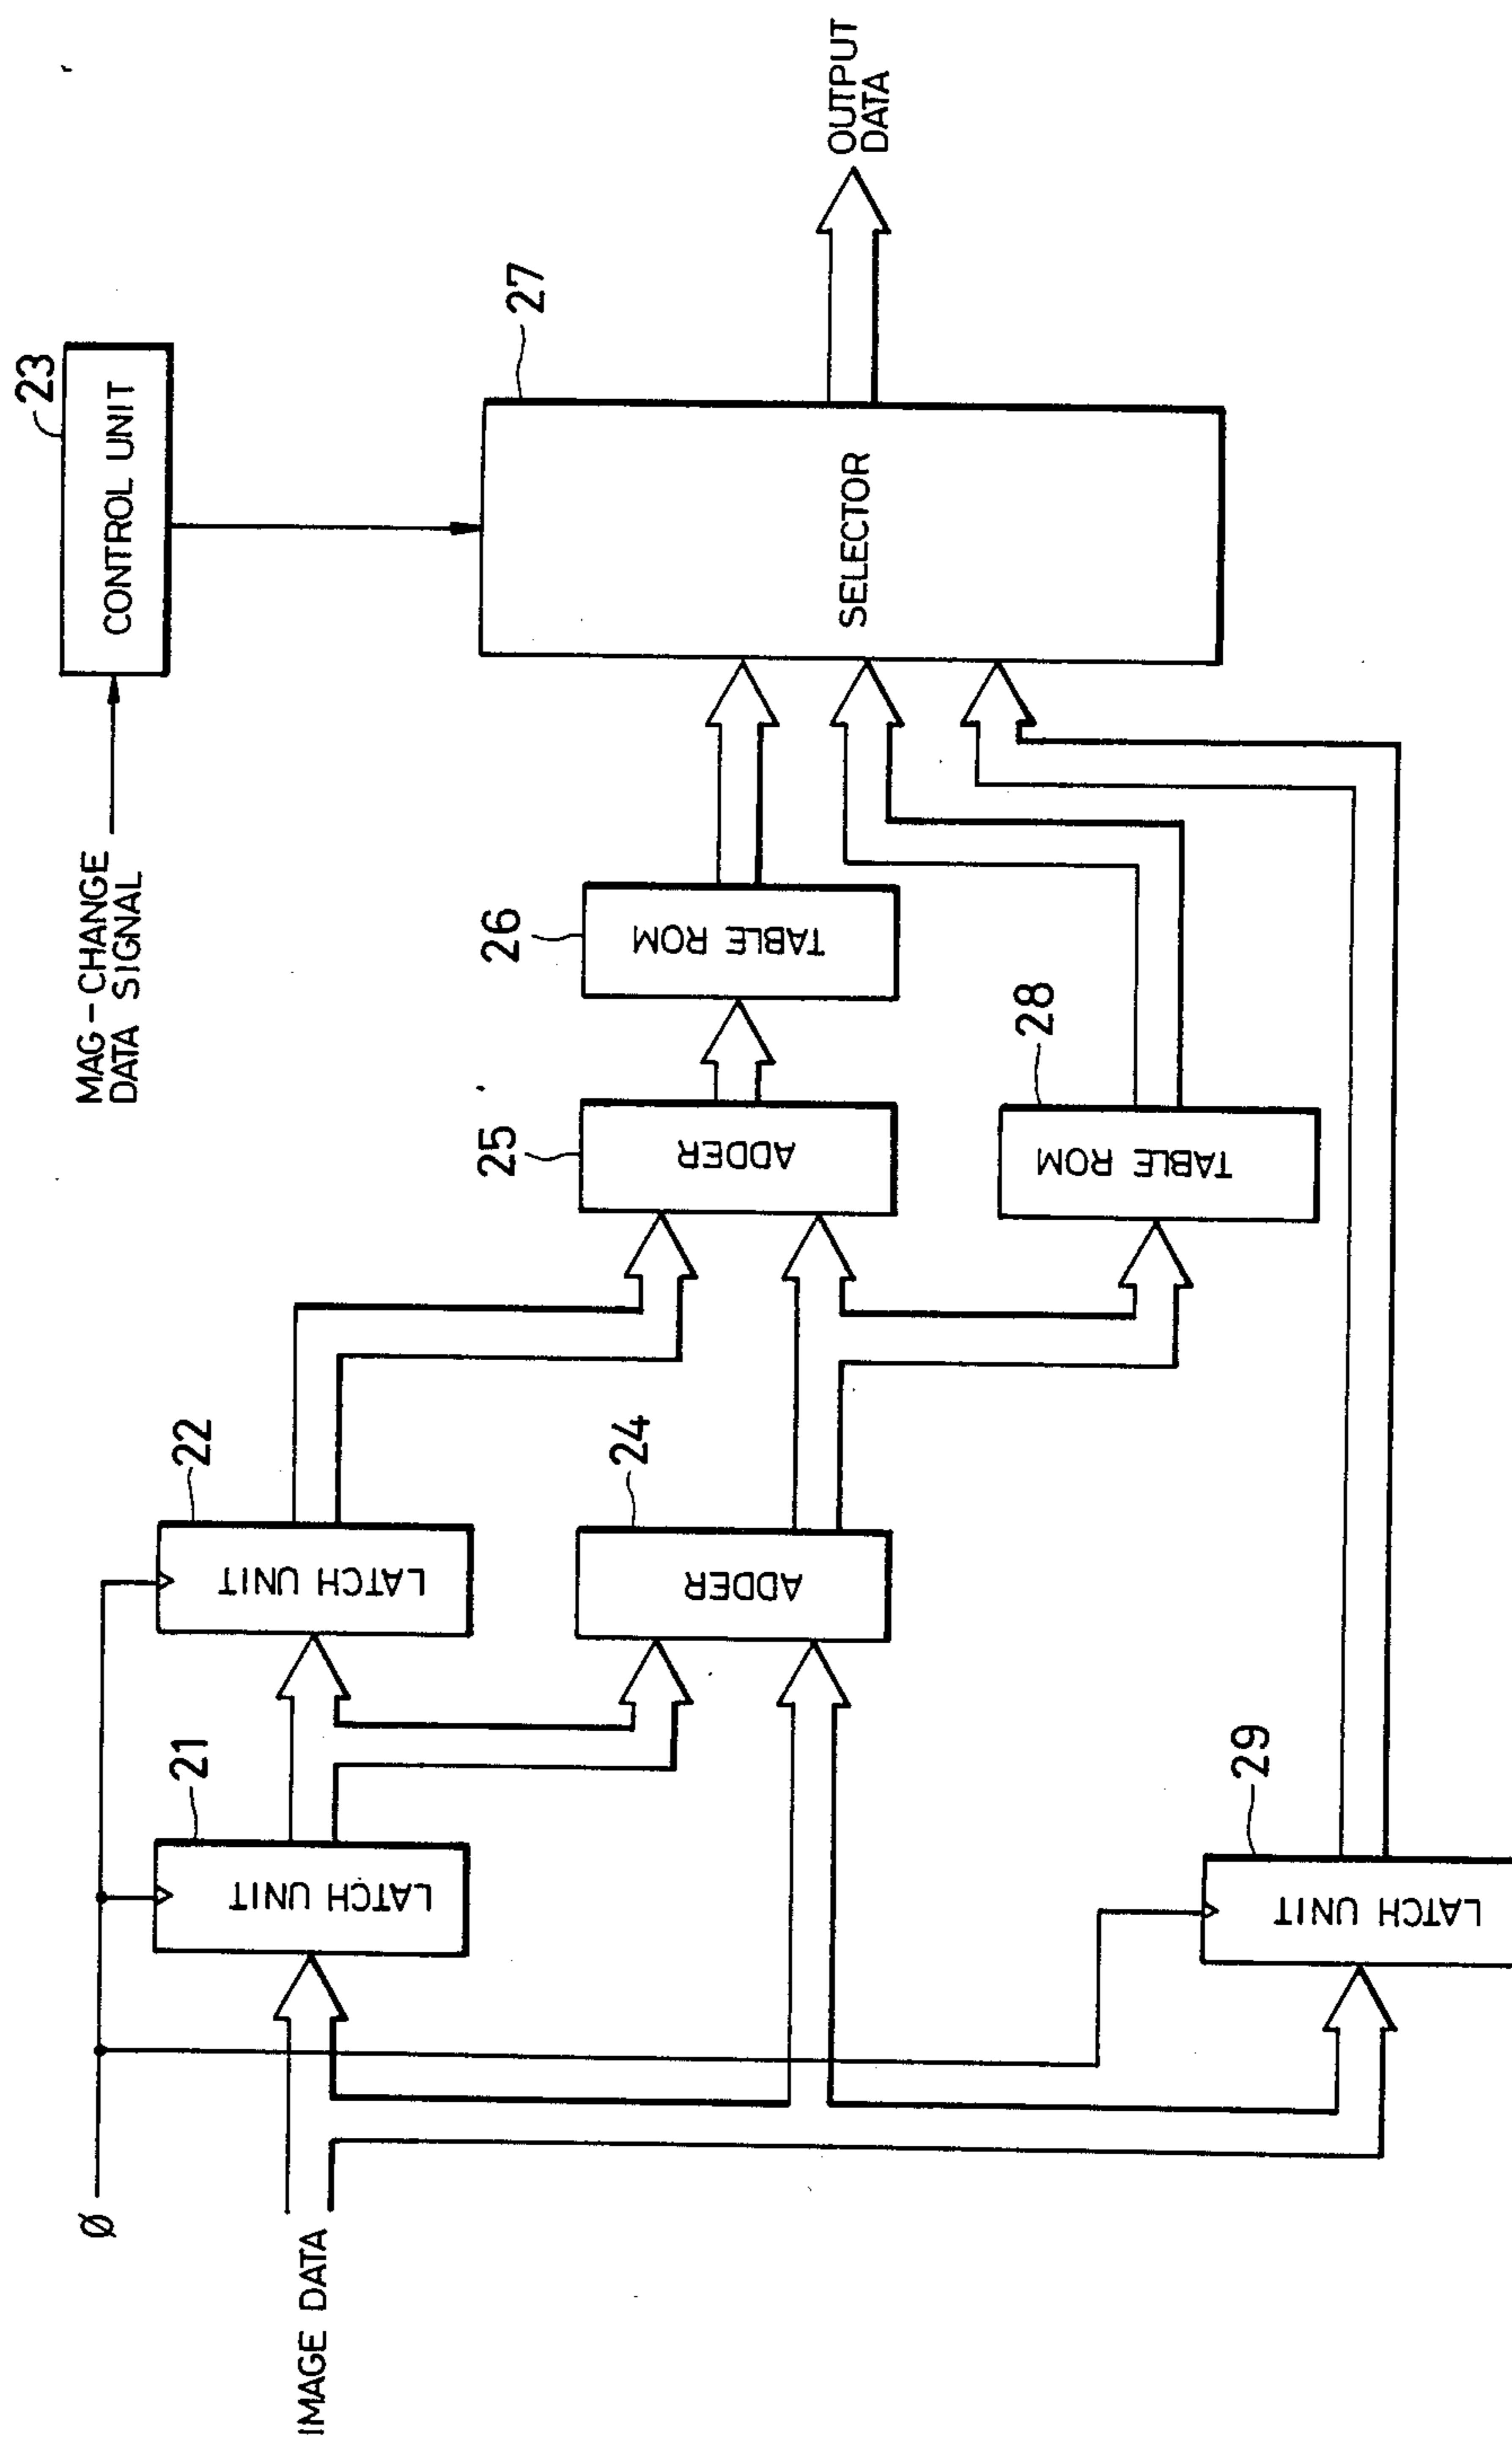 Ø
IMAGE DATA
21
LATCH UNIT
22
LATCH UNIT
MAG-CHANGE
DATA SIGNAL
23
CONTROL UNIT
24
ADDER
25
ADDER
26
TABLE ROM
27
SELECTOR
OUTPUT
DATA
28
TABLE ROM
29
LATCH UNIT